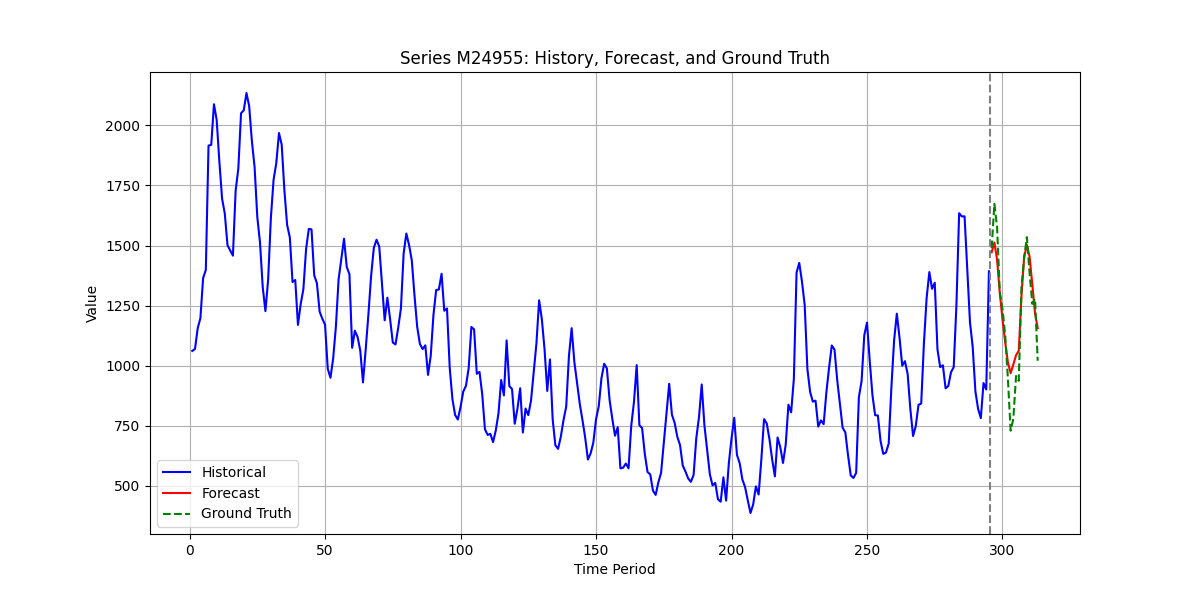 Series M24955: History, Forecast, and Ground Truth
Value
2000
1750
1500
1250
1000
750
500
Historical
Forecast
Ground Truth
0
50
100
150
200
250
300
Time Period